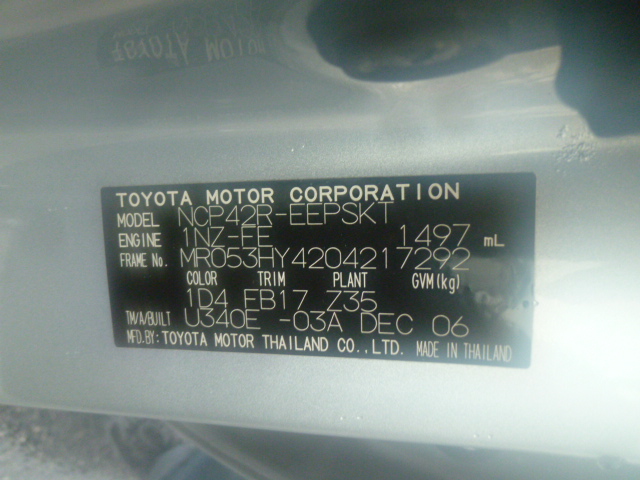 TOYOTA MOTOR CORPORATION
MODEL NCP42R-EEPSKT
ENGINE 1NZ-FE 1497 mL
FRAME No. MR053HY4204217292
COLOR TRIM PLANT GVM(kg)
1D4 FB17 Z35
TM/A/BUILT U340E -03A DEC 06
MFD.BY: TOYOTA MOTOR THAILAND CO., LTD. MADE IN THAILAND